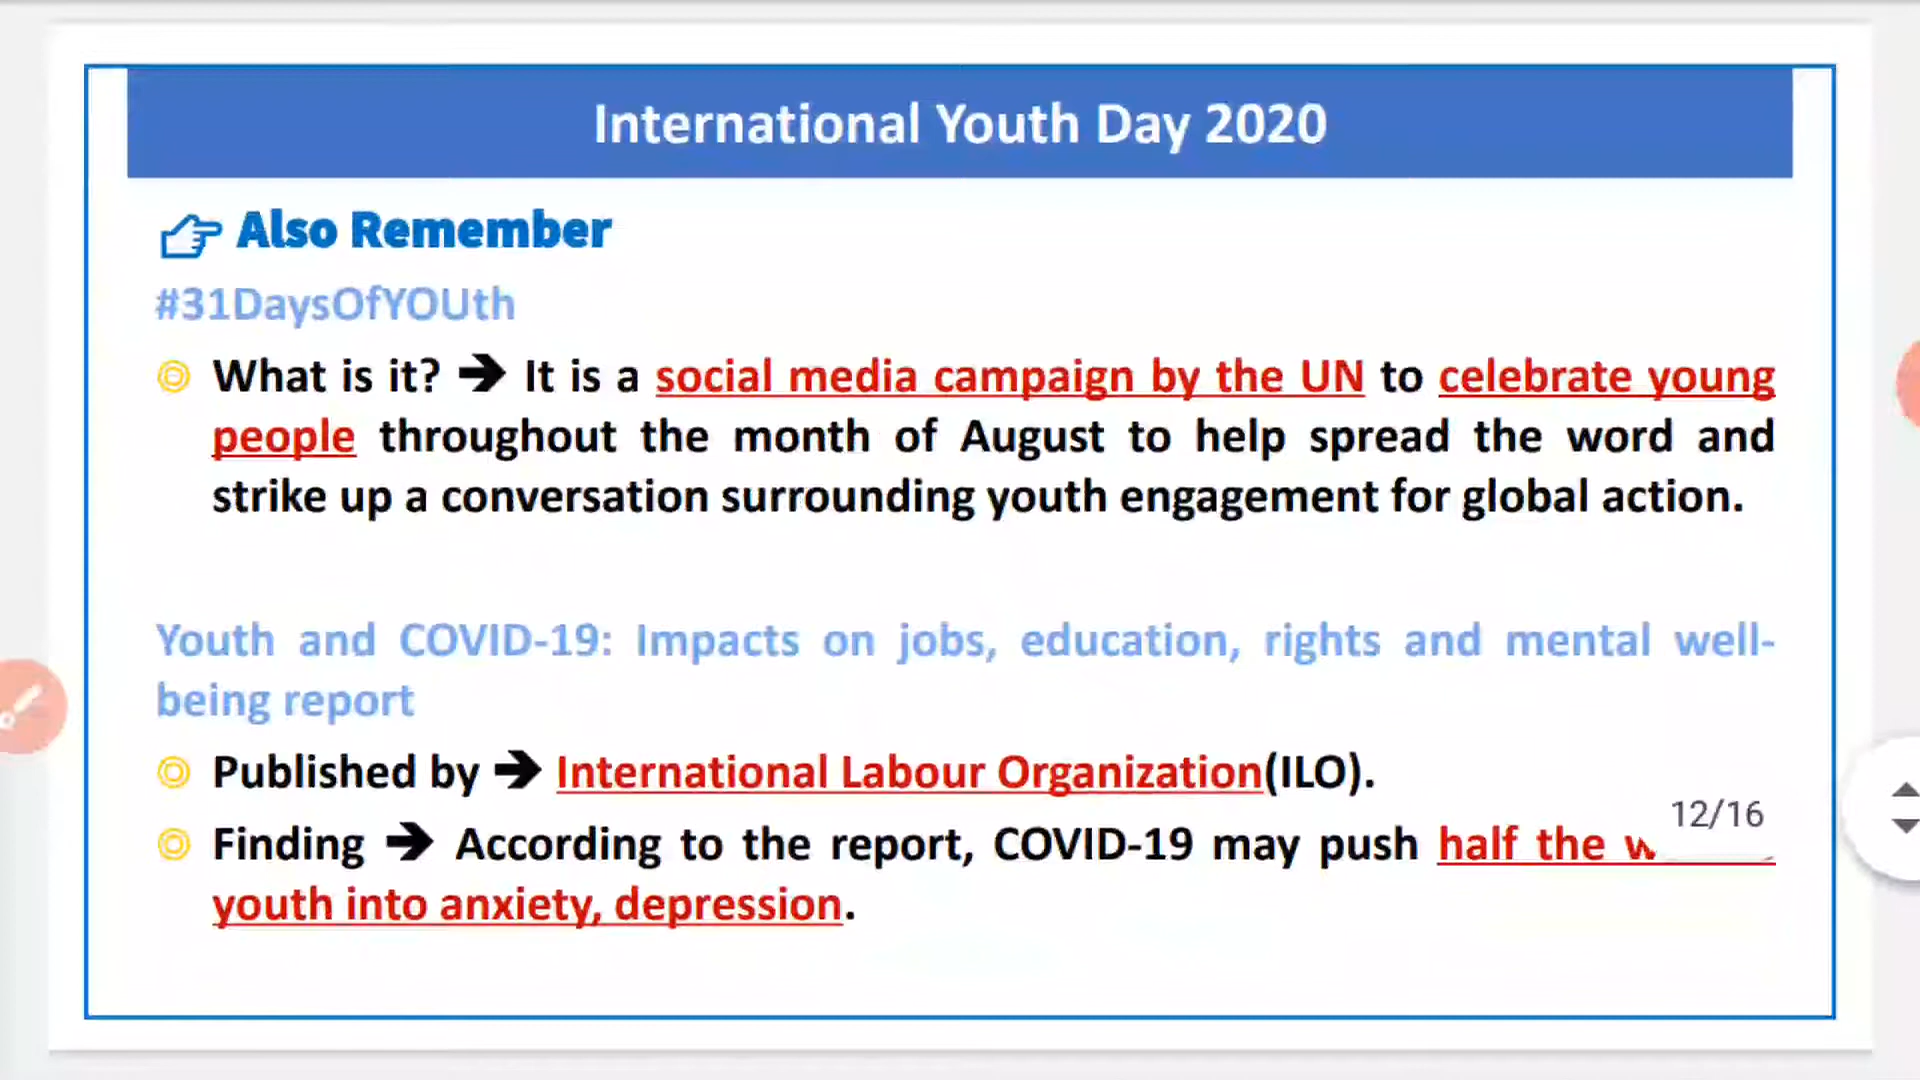 International Youth Day 2020
Also Remember
#31DaysOfYOUth
What is it? ➔ It is a social media campaign by the UN to celebrate young
people throughout the month of August to help spread the word and
strike up a conversation surrounding youth engagement for global action.
Youth and COVID-19: Impacts on jobs, education, rights and mental well-
being report
Published by ➔ International Labour Organization(ILO).
Finding ➔ According to the report, COVID-19 may push half the
youth into anxiety, depression.
12/16